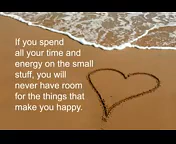 If you spend
all your time and
energy on the small
stuff, you will
never have room
for the things that
make you happy.